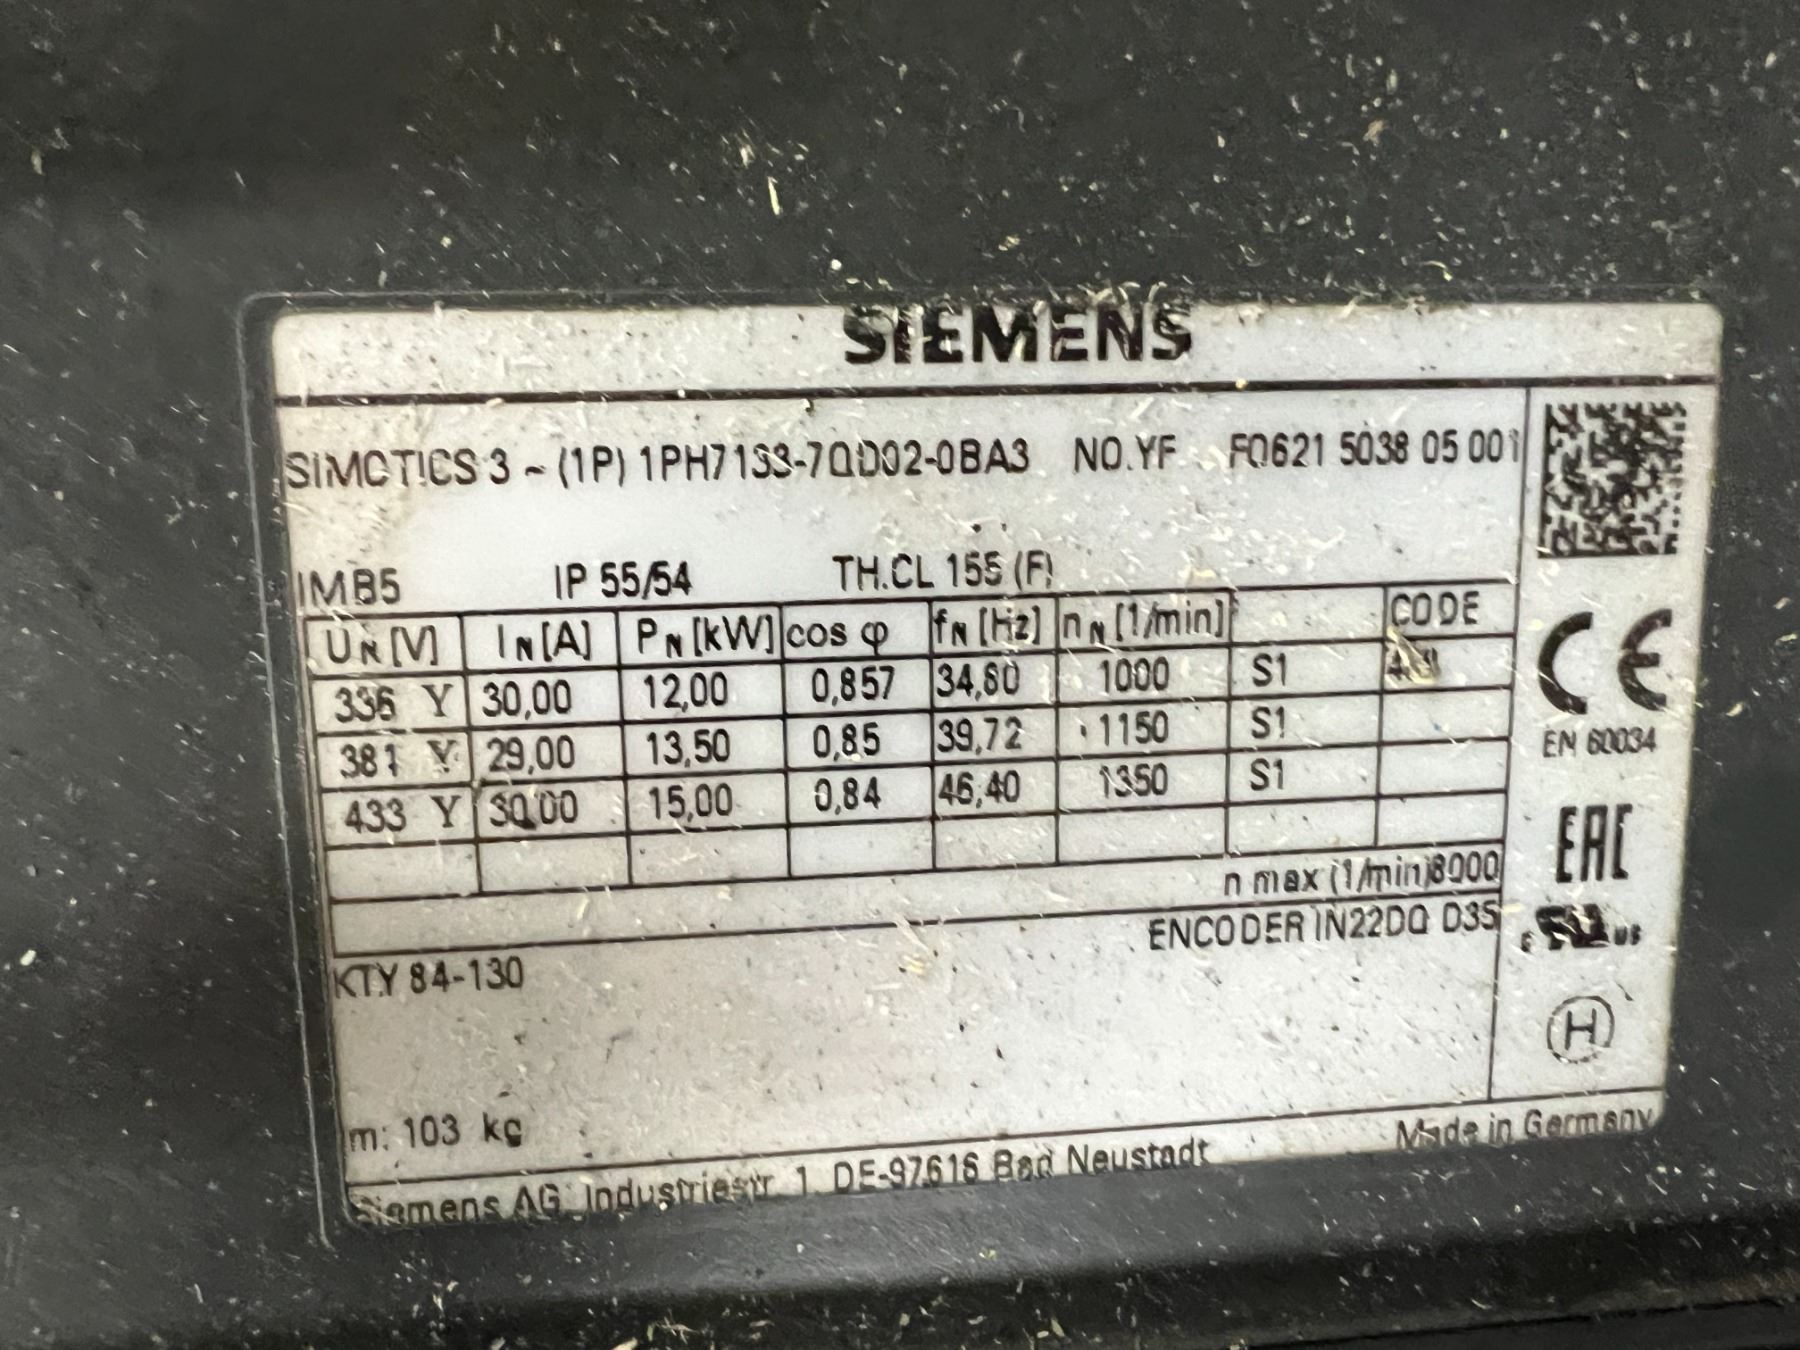 SIEMENS
SIMOTICS 3 ~ (1P) 1PH7133-7QD02-0BA3 NO.YF F0621 5038 05 001
IMB5 IP 55/54 TH.CL 155 (F)
UN [V] IN [A] PN [kW] cos φ fN [Hz] nN [1/min] CODE
336 Y 30,00 12,00 0,857 34,80 1000 S1
381 Y 29,00 13,50 0,85 39,72 1150 S1
433 Y 30,00 15,00 0,84 46,40 1350 S1
n max (1/min) 8000
ENCODER IN22DQ D35
KTY 84-130
m: 103 kg
Siemens AG, Industriestr. 1 DE-97616 Bad Neustadt Made in Germany
CE
EN 60034
EAC
H